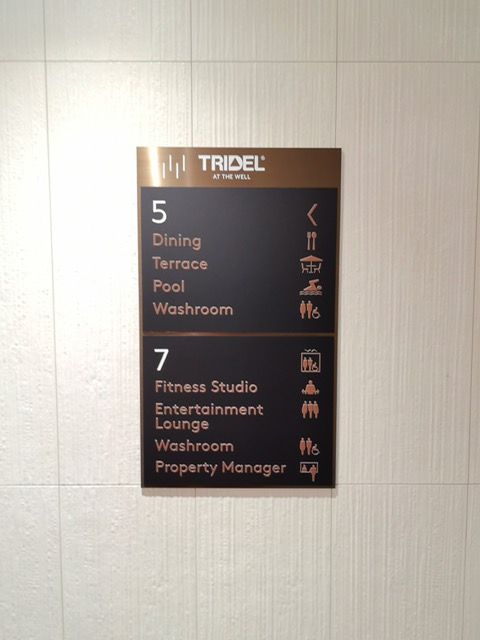 TRIDEL®
AT THE WELL
5
Dining
Terrace
Pool
Washroom
7
Fitness Studio
Entertainment
Lounge
Washroom
Property Manager